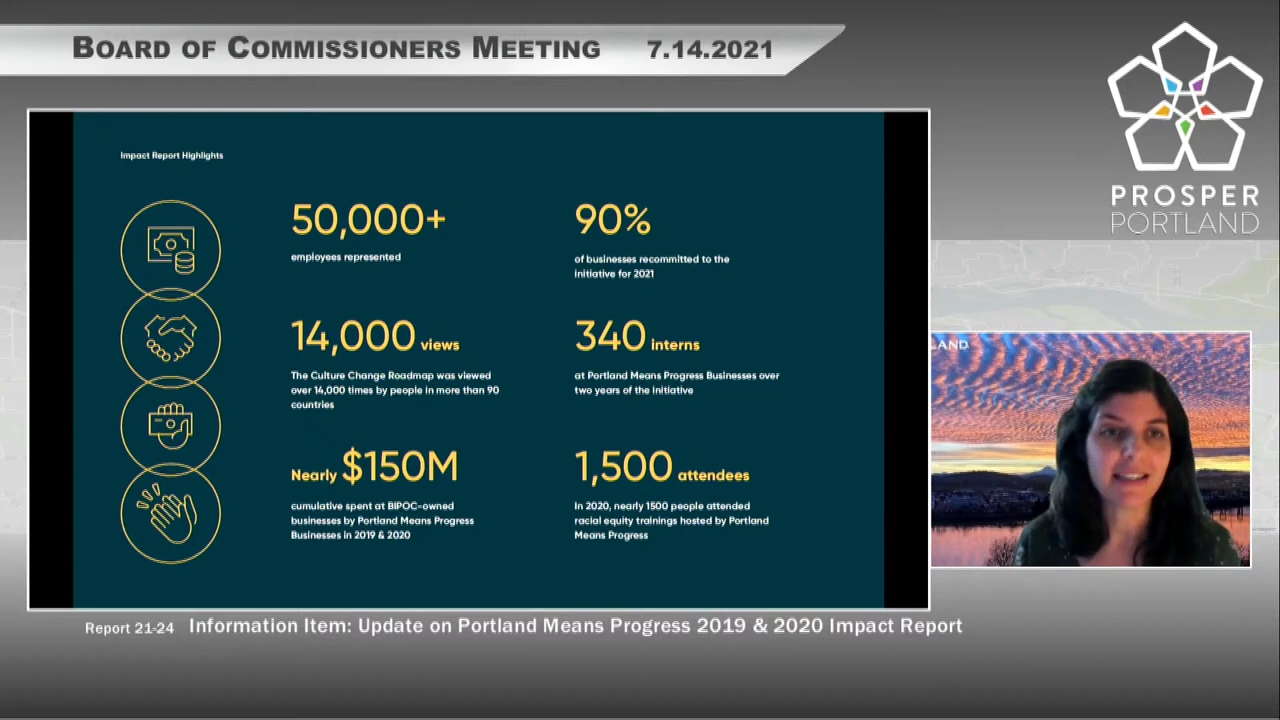 BOARD OF COMMISSIONERS MEETING 7.14.2021
PROSPER
PORTLAND
Impact Report Highlights
50,000+
employees represented
90%
of businesses recommitted to the
initiative for 2021
14,000 views
The Culture Change Roadmap was viewed
over 14,000 times by people in more than 90
countries
340 interns
at Portland Means Progress Businesses over
two years of the initiative
Nearly $150M
cumulative spent at BIPOC-owned
businesses by Portland Means Progress
Businesses in 2019 & 2020
1,500 attendees
In 2020, nearly 1500 people attended
racial equity trainings hosted by Portland
Means Progress
LAND
Report 21-24 Information Item: Update on Portland Means Progress 2019 & 2020 Impact Report